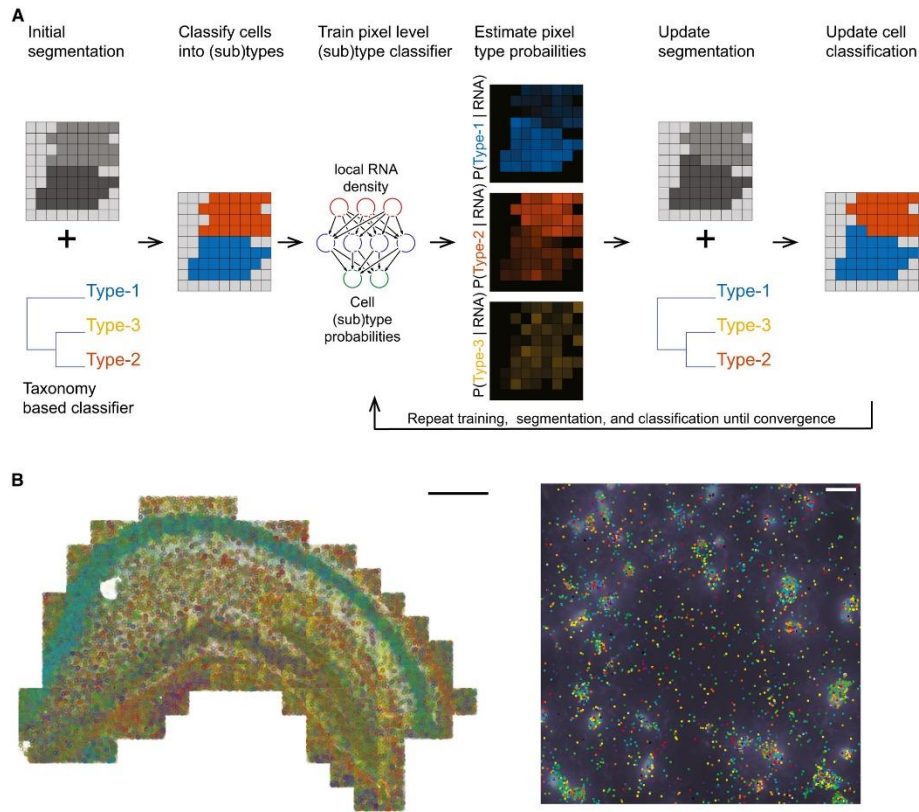 A
Initial
segmentation
Classify cells
into (sub)types
Train pixel level
(sub)type classifier
Estimate pixel
type probailities
Update
segmentation
Update cell
classification
+
Type-1
Type-3
Type-2
Taxonomy
based classifier
local RNA
density
Cell
(sub)type
probabilities
P(Type-1 | RNA)
P(Type-2 | RNA)
P(Type-3 | RNA)
+
Type-1
Type-3
Type-2
Repeat training, segmentation, and classification until convergence
B